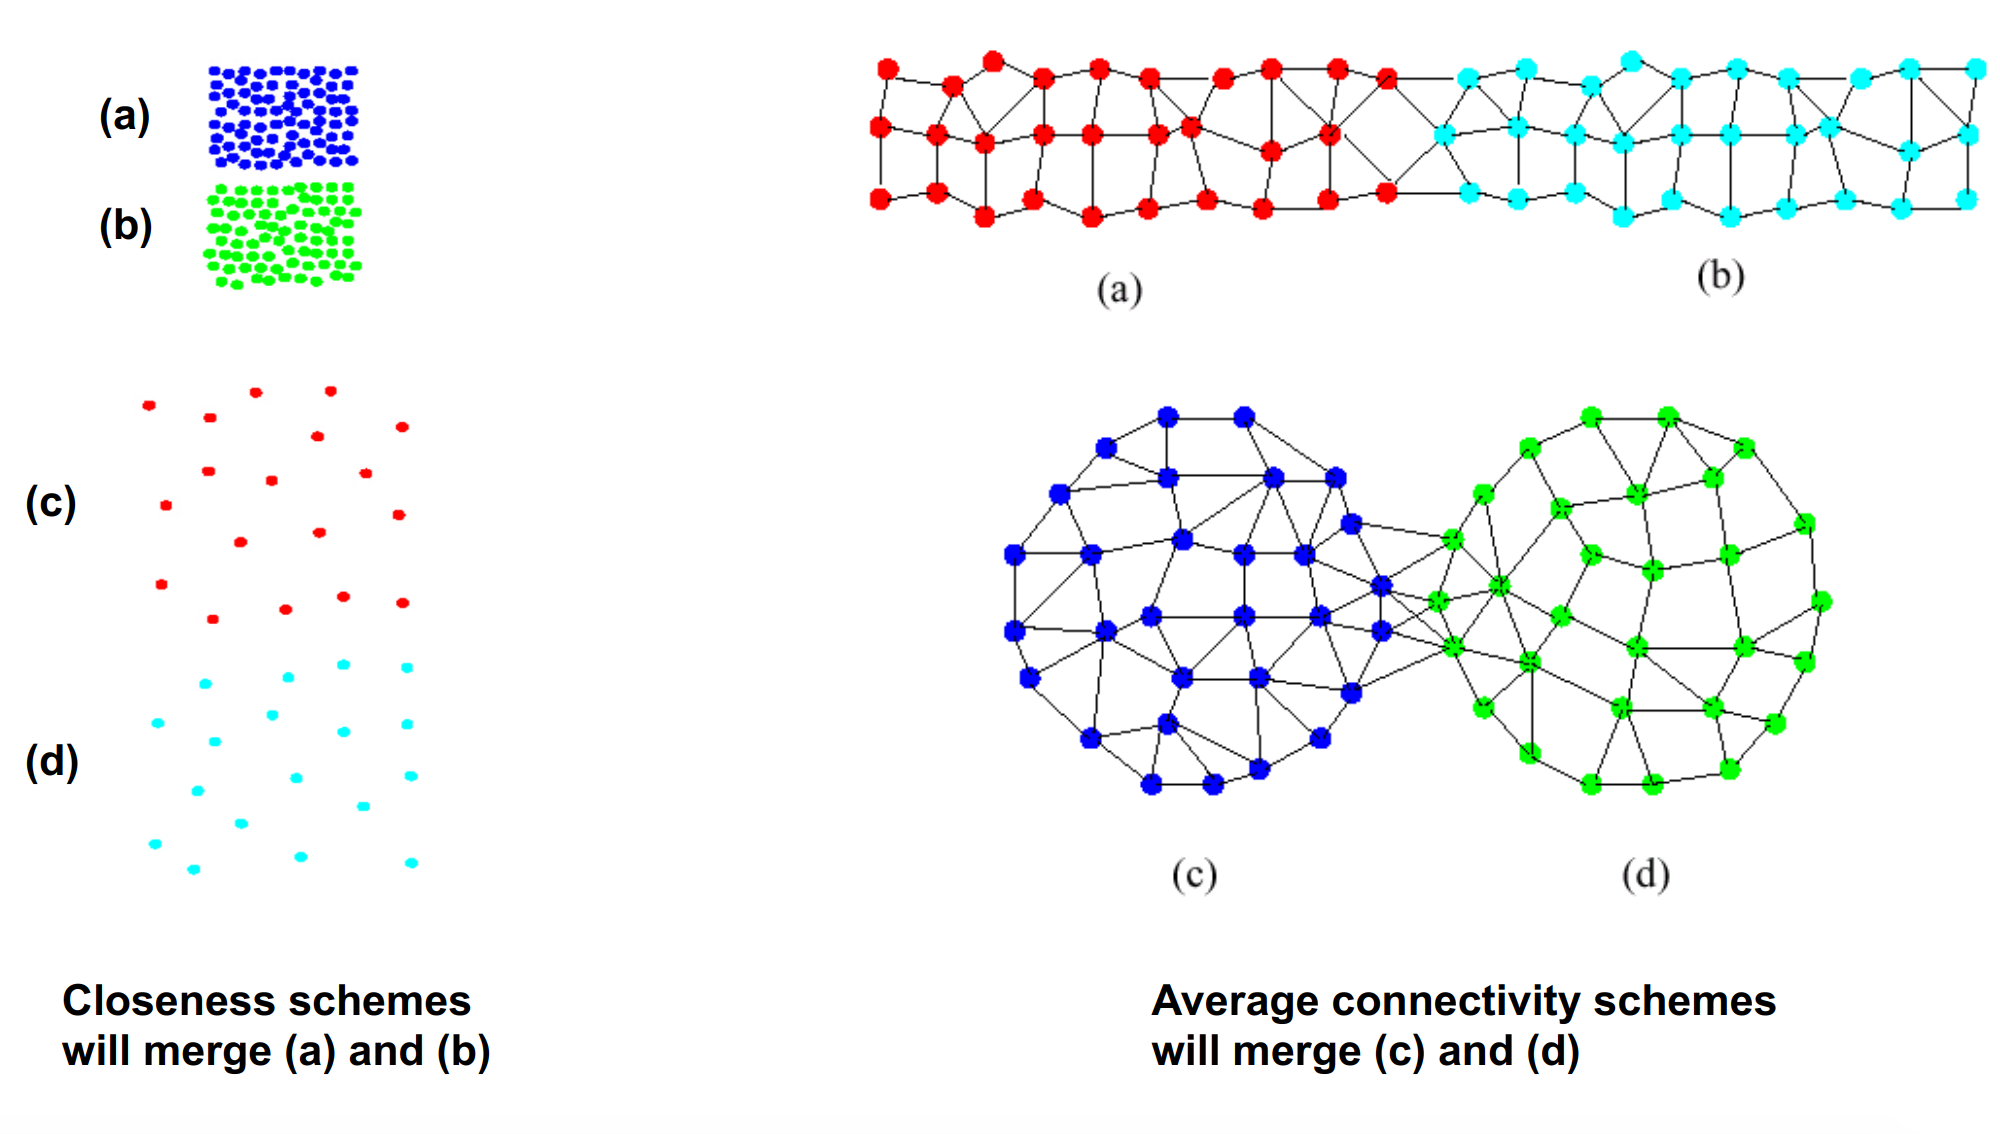 (a)
(b)
(c)
(d)
Closeness schemes
will merge (a) and (b)
(a)
(b)
(c)
(d)
Average connectivity schemes
will merge (c) and (d)